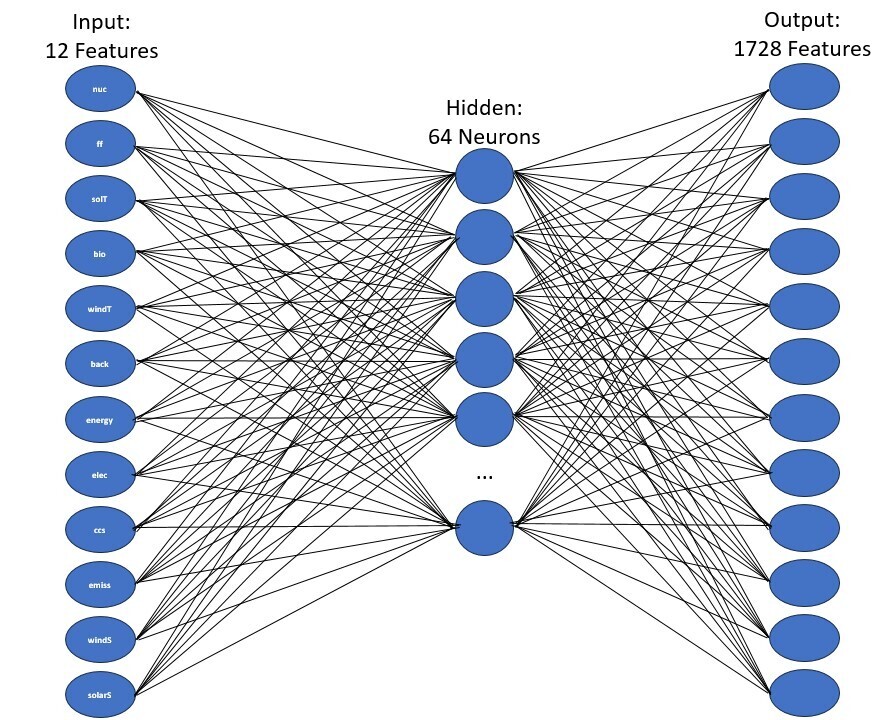 Input:
12 Features
Hidden:
64 Neurons
Output:
1728 Features
nuc
ff
solT
bio
windT
back
energy
elec
ccs
emiss
windS
solarS
...